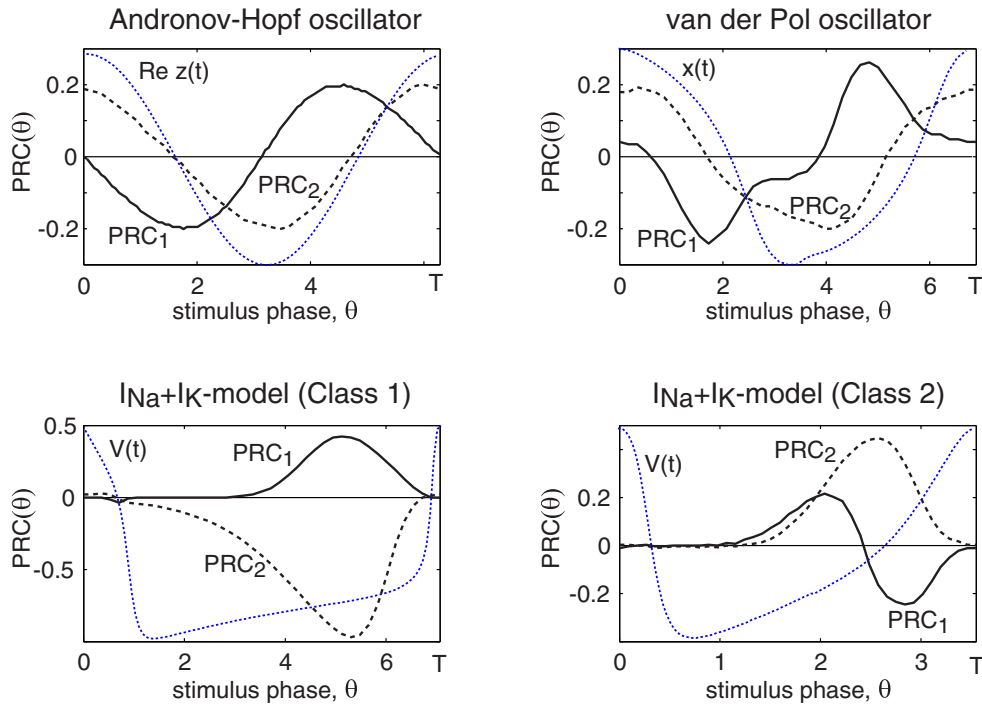 Andronov-Hopf oscillator
Re z(t)
PRC1
PRC2
PRC(θ)
0.2
0
-0.2
0 2 4 6 T
stimulus phase, θ
van der Pol oscillator
x(t)
PRC1
PRC2
PRC(θ)
0.2
0
-0.2
0 2 4 6 T
stimulus phase, θ
INa+IK-model (Class 1)
V(t)
PRC1
PRC2
PRC(θ)
0.5
0
-0.5
0 2 4 6 T
stimulus phase, θ
INa+IK-model (Class 2)
V(t)
PRC2
PRC1
PRC(θ)
0.2
0
-0.2
0 1 2 3 T
stimulus phase, θ